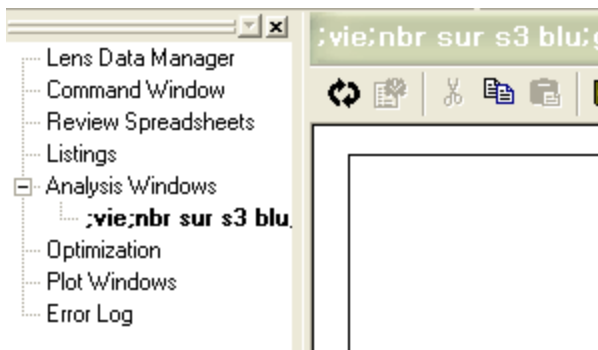 ;vie;nbr sur s3 blu;
Lens Data Manager
Command Window
Review Spreadsheets
Listings
Analysis Windows
;vie;nbr sur s3 blu,
Optimization
Plot Windows
Error Log